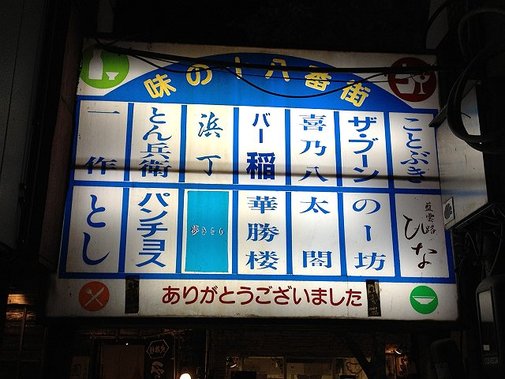 味の十八番街
ことぶき
ザ・ブーン
喜乃八
バー稲
浜丁
とん兵衛
一作
ひな
のー坊
太閤
華勝楼
パンチョス
とし
ありがとうございました